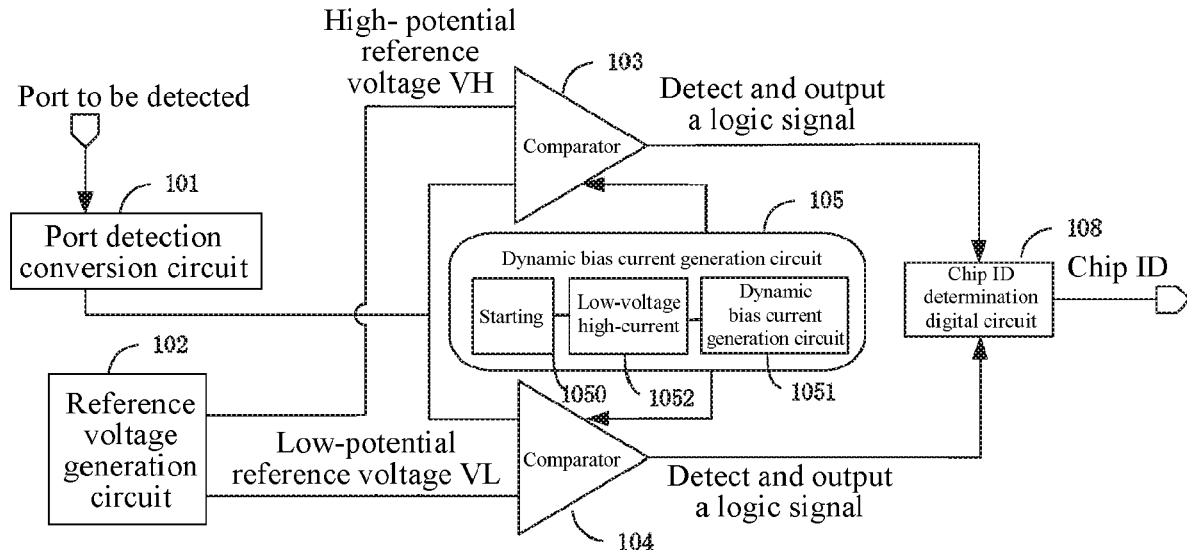 High- potential
reference
voltage VH
103
Port to be detected
Detect and output
a logic signal
Comparator
101
Port detection
conversion circuit
105
Dynamic bias current generation circuit
Starting
Low-voltage
high-current
Dynamic
bias current
generation circuit
1050
1052
1051
108
Chip ID
determination
digital circuit
Chip ID
102
Reference
voltage
generation
circuit
Low-potential
reference voltage VL
Comparator
104
Detect and output
a logic signal